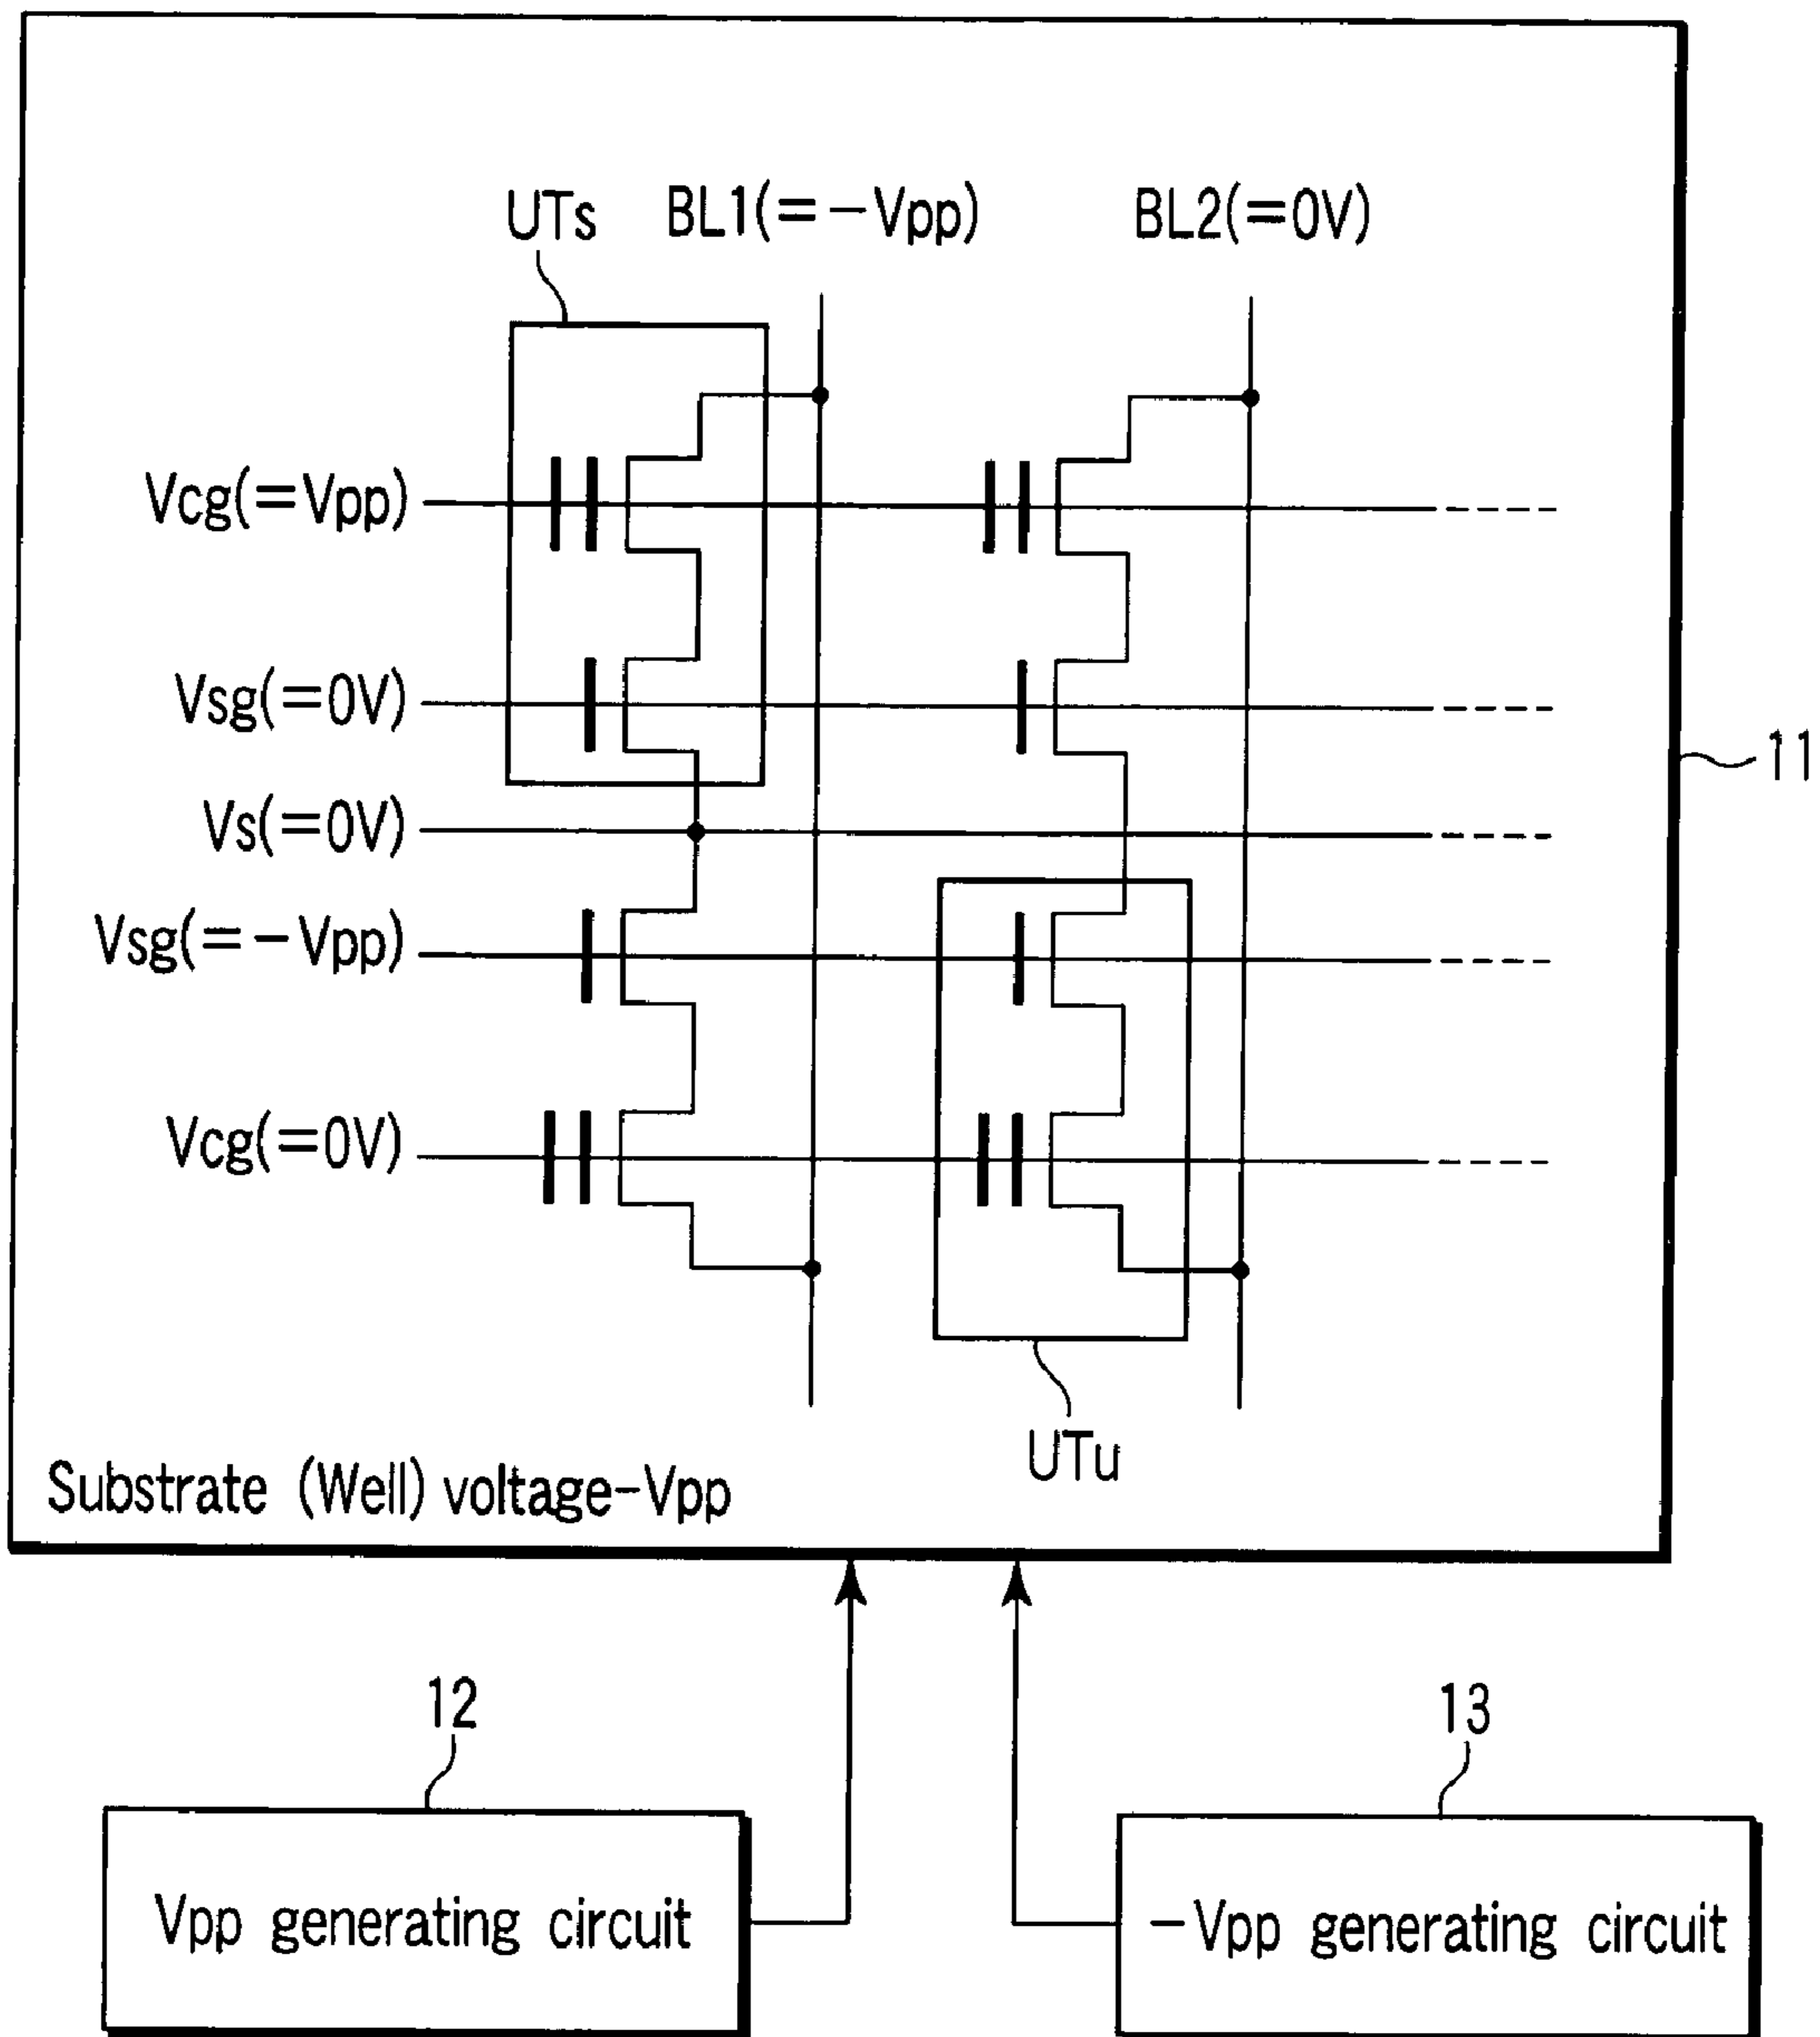 UTs
BL1(=-Vpp)
BL2(=0V)
Vcg(=Vpp)
Vsg(=0V)
11
Vs(=0V)
Vsg(=-Vpp)
Vcg(=0V)
UTu
Substrate (Well) voltage-Vpp
12
13
Vpp generating circuit
-Vpp generating circuit